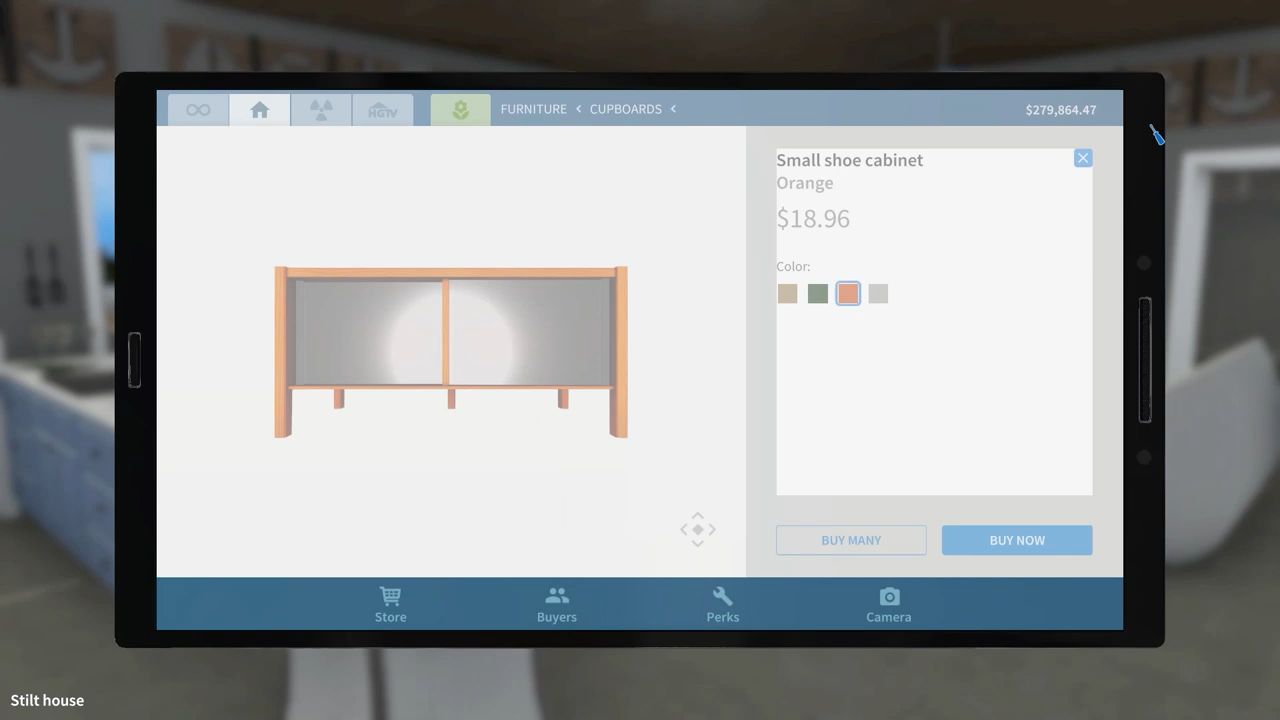 HGTV
FURNITURE < CUPBOARDS <
$279,864.47
Small shoe cabinet
Orange
$18.96
Color:
BUY MANY
BUY NOW
Store
Buyers
Perks
Camera
Stilt house